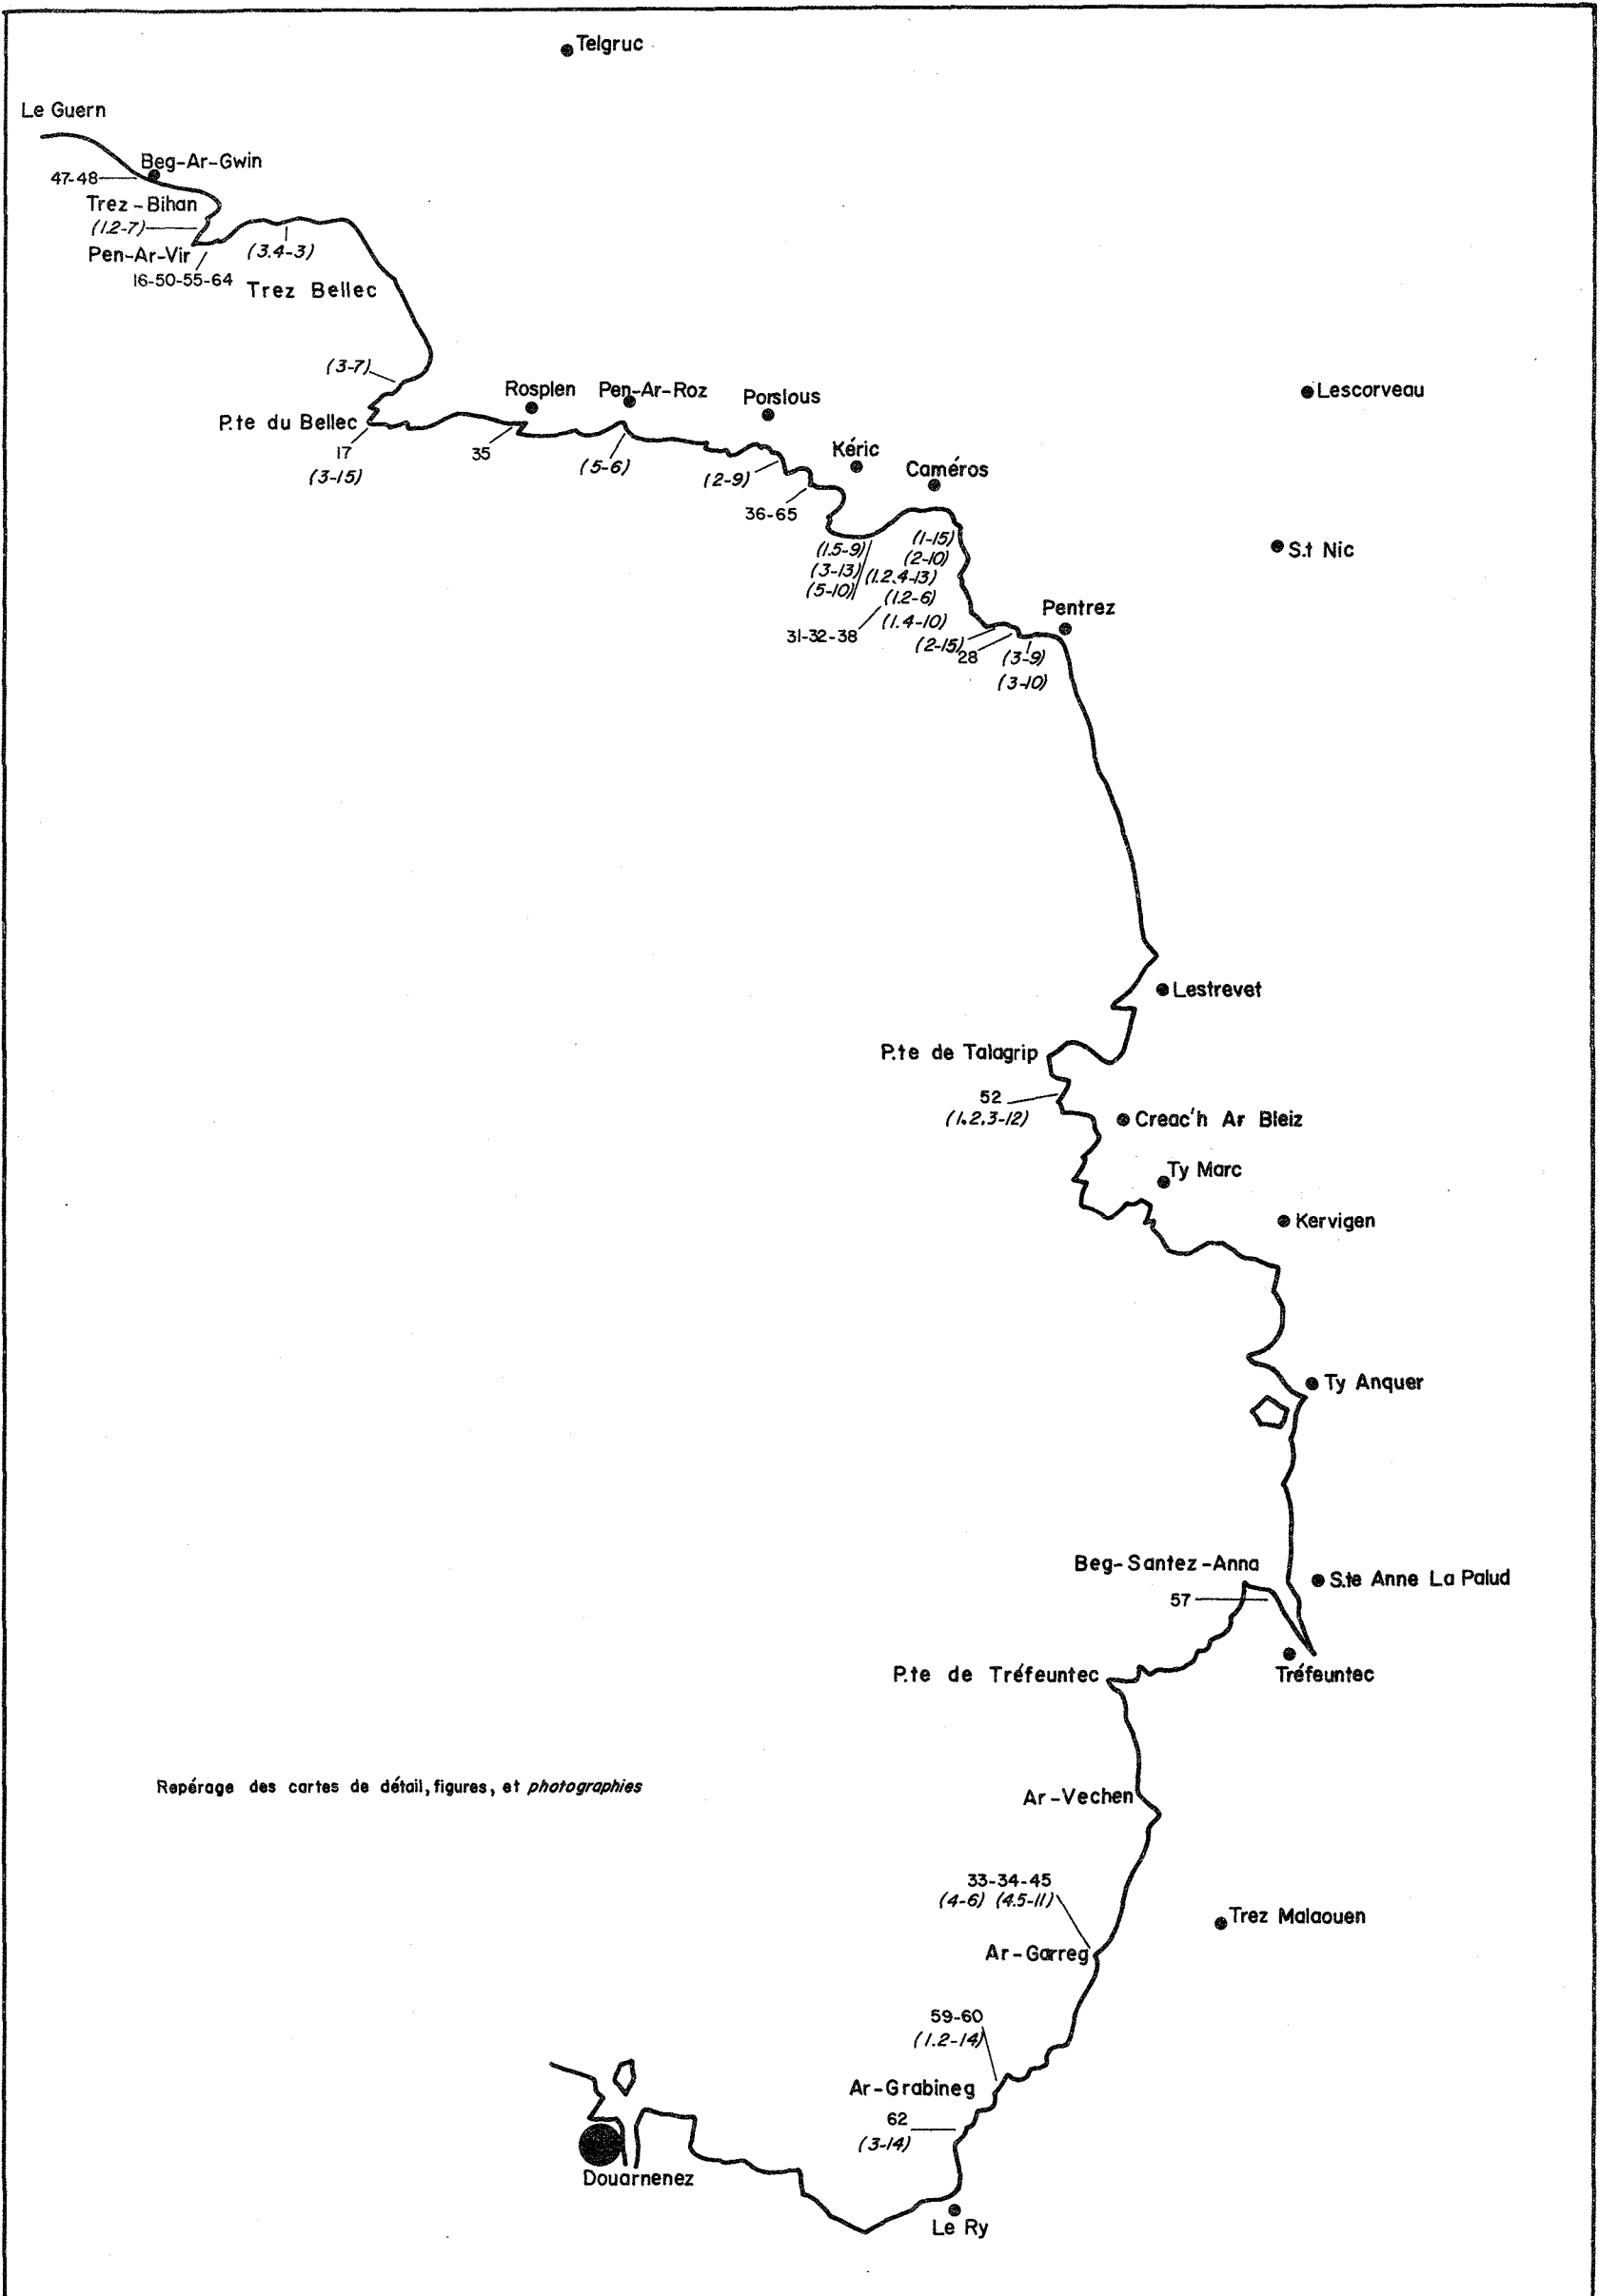 Telgruc
Le Guern
Beg-Ar-Gwin
47-48
Trez-Bihan
(1.2-7)
Pen-Ar-Vir
(3.4-3)
16-50-55-64
Trez Bellec
(3-7)
Rosplen
Pen-Ar-Roz
Porslous
Lescorveau
P.te du Bellec
17
(3-15)
35
(5-6)
(2-9)
36-65
Kéric
Caméros
(1.5-9)
(3-13)
(5-10)
(1-15)
(2-10)
(1.2.4-13)
(1.2-6)
(1.4-10)
31-32-38
S.t Nic
Pentrez
(2-15)
28
(3-9)
(3-10)
Lestrevet
P.te de Talagrip
52
(1.2.3-12)
Creac'h Ar Bleiz
Ty Marc
Kervigen
Ty Anquer
Beg-Santez-Anna
57
S.te Anne La Palud
P.te de Tréfeuntec
Tréfeuntec
Repérage des cartes de détail, figures, et photographies
Ar-Vechen
33-34-45
(4-6) (4.5-11)
Trez Malaouen
Ar-Garreg
59-60
(1.2-14)
Ar-Grabineg
62
(3-14)
Douarnenez
Le Ry